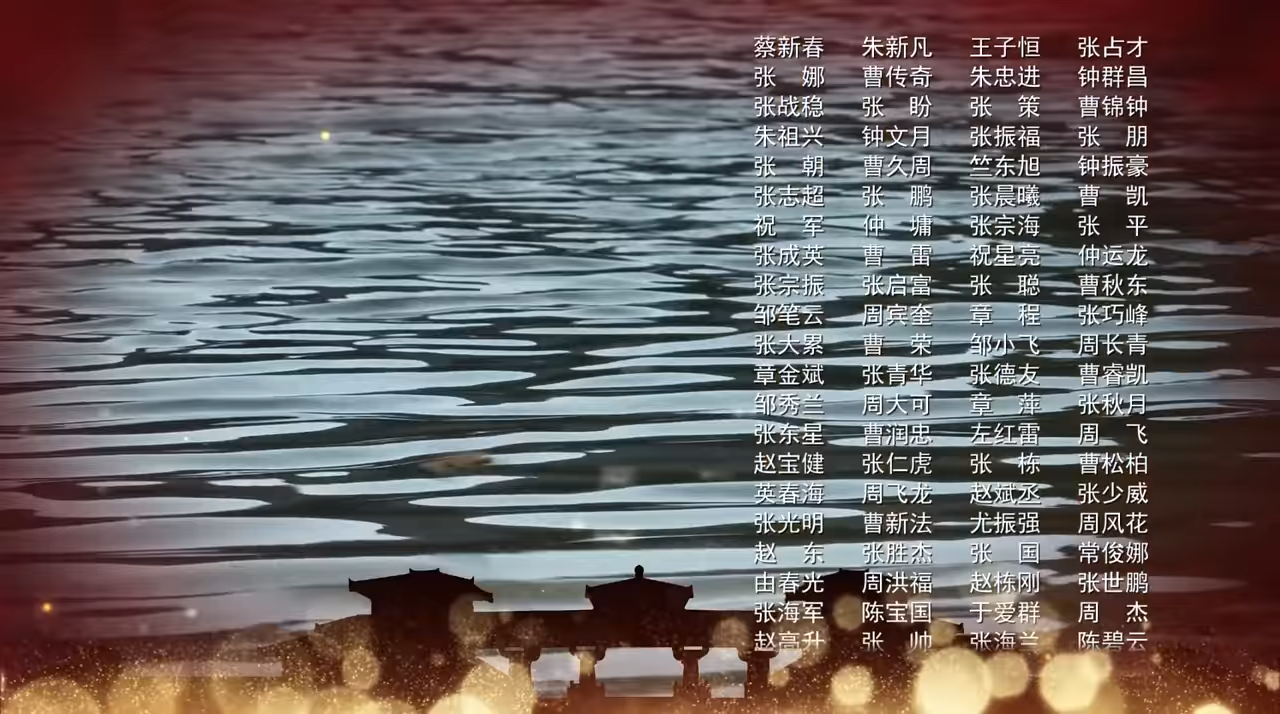 蔡新春 朱新凡 王子恒 张占才
张 娜 曹传奇 朱忠进 钟群昌
张战稳 张 盼 张 策 曹锦钟
朱祖兴 钟文月 张振福 张 朋
张 朝 曹久周 竺东旭 钟振豪
张志超 张 鹏 张晨曦 曹 凯
祝 军 仲 墉 张宗海 张 平
张成英 曹 雷 祝星亮 仲运龙
张宗振 张启富 张 聪 曹秋东
邹笔云 周宾奎 章 程 张巧峰
张大累 曹 荣 邹小飞 周长青
章金斌 张青华 张德友 曹睿凯
邹秀兰 周大可 章 萍 张秋月
张东星 曹润忠 左红雷 周 飞
赵宝健 张仁虎 张 栋 曹松柏
英春海 周飞龙 赵斌丞 张少威
张光明 曹新法 尤振强 周风花
赵 东 张胜杰 张 国 常俊娜
由春光 周洪福 赵栋刚 张世鹏
张海军 陈宝国 于爱群 周 杰
赵高升 张 帅 张海兰 陈碧云